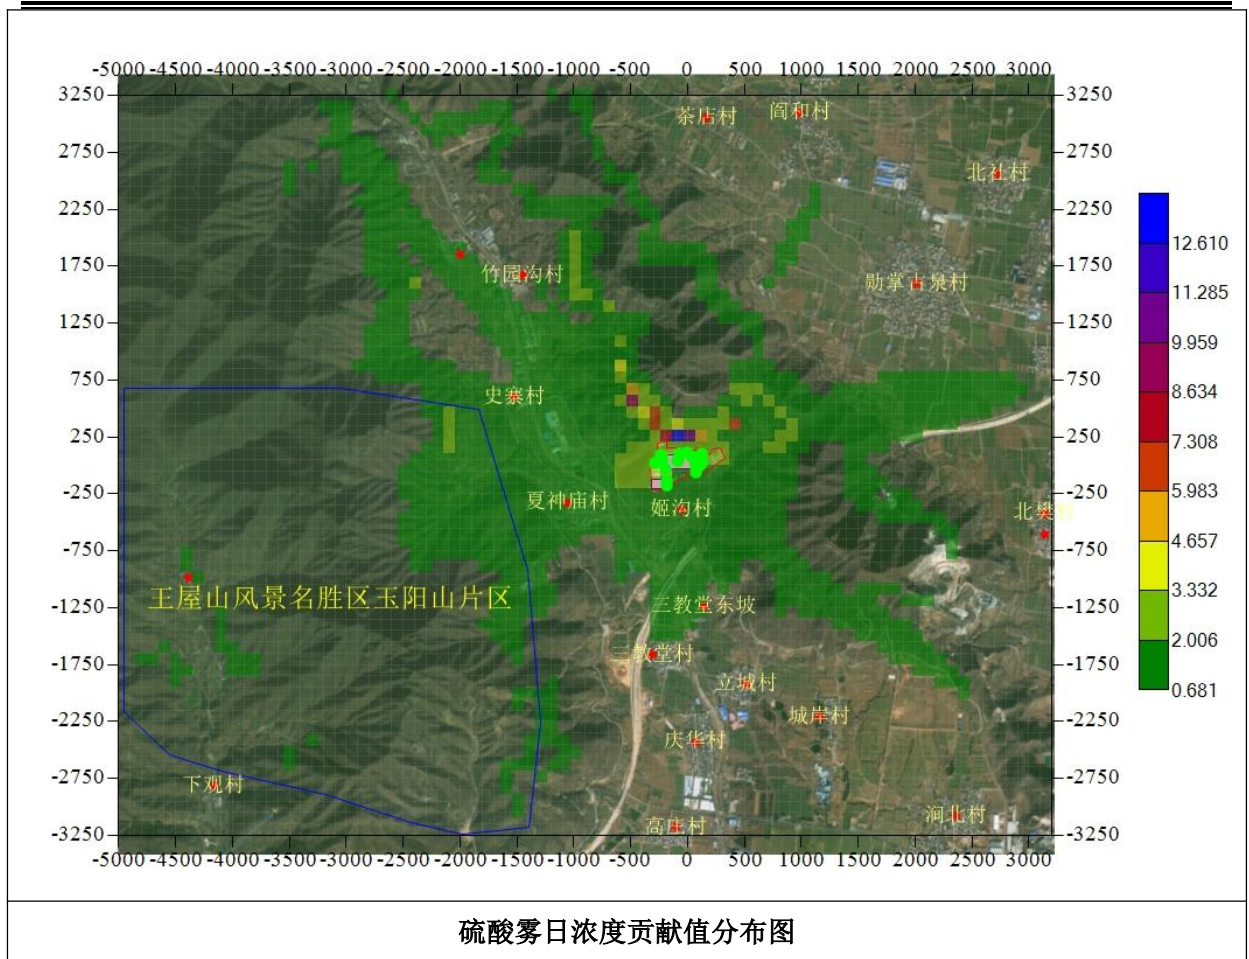 -5000 -4500 -4000 -3500 -3000 -2500 -2000 -1500 -1000 -500 0 500 1000 1500 2000 2500 3000
3250 3250
茶店村 阎和村
2750 2750
北社村
2250 2250
12.610
1750 竹园沟村 勋掌古泉村 1750
11.285
1250 1250
9.959
750 750
8.634
史寨村
7.308
250 250
5.983
-250 -250
夏神庙村 姬沟村 北樊
4.657
-750 -750
3.332
王屋山风景名胜区玉阳山片区
-1250 三教堂东坡 -1250
2.006
三教堂村
-1750 -1750
0.681
立城村
-2250 城岸村 -2250
庆华村
-2750 -2750
下观村
涧北村
高庄村
-3250 -3250
-5000 -4500 -4000 -3500 -3000 -2500 -2000 -1500 -1000 -500 0 500 1000 1500 2000 2500 3000
硫酸雾日浓度贡献值分布图